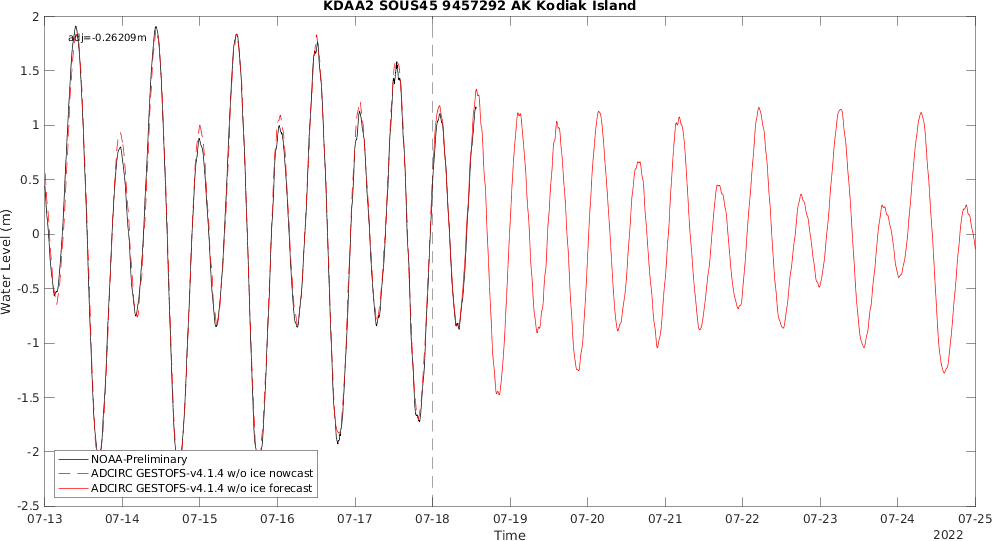 KDAA2 SOUS45 9457292 AK Kodiak Island
adj=-0.26209m
2
1.5
1
0.5
0
-0.5
-1
-1.5
-2
-2.5
Water Level (m)
NOAA-Preliminary
ADCIRC GESTOFS-v4.1.4 w/o ice nowcast
ADCIRC GESTOFS-v4.1.4 w/o ice forecast
07-13 07-14 07-15 07-16 07-17 07-18 07-19 07-20 07-21 07-22 07-23 07-24 07-25
Time
2022